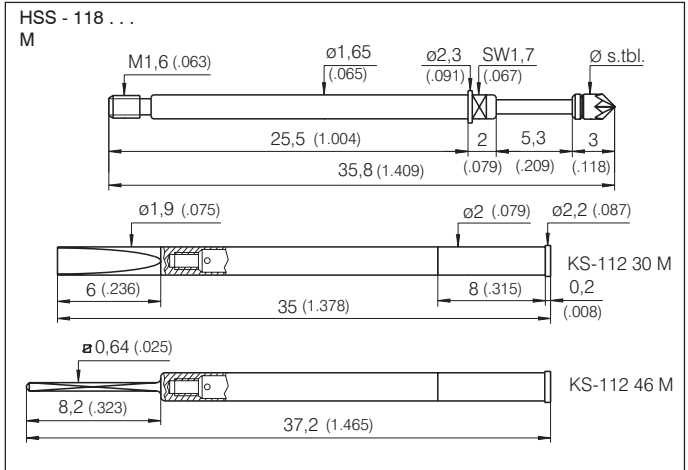 HSS - 118 . . .
M
M1,6 (.063)
ø1,65
(.065)
ø2,3
(.091)
SW1,7
(.067)
Ø s.tbl.
25,5 (1.004)
2
(.079)
5,3
(.209)
3
(.118)
35,8 (1.409)
ø1,9 (.075)
ø2 (.079)
ø2,2 (.087)
KS-112 30 M
6 (.236)
8 (.315)
0,2
(.008)
35 (1.378)
0,64 (.025)
KS-112 46 M
8,2 (.323)
37,2 (1.465)